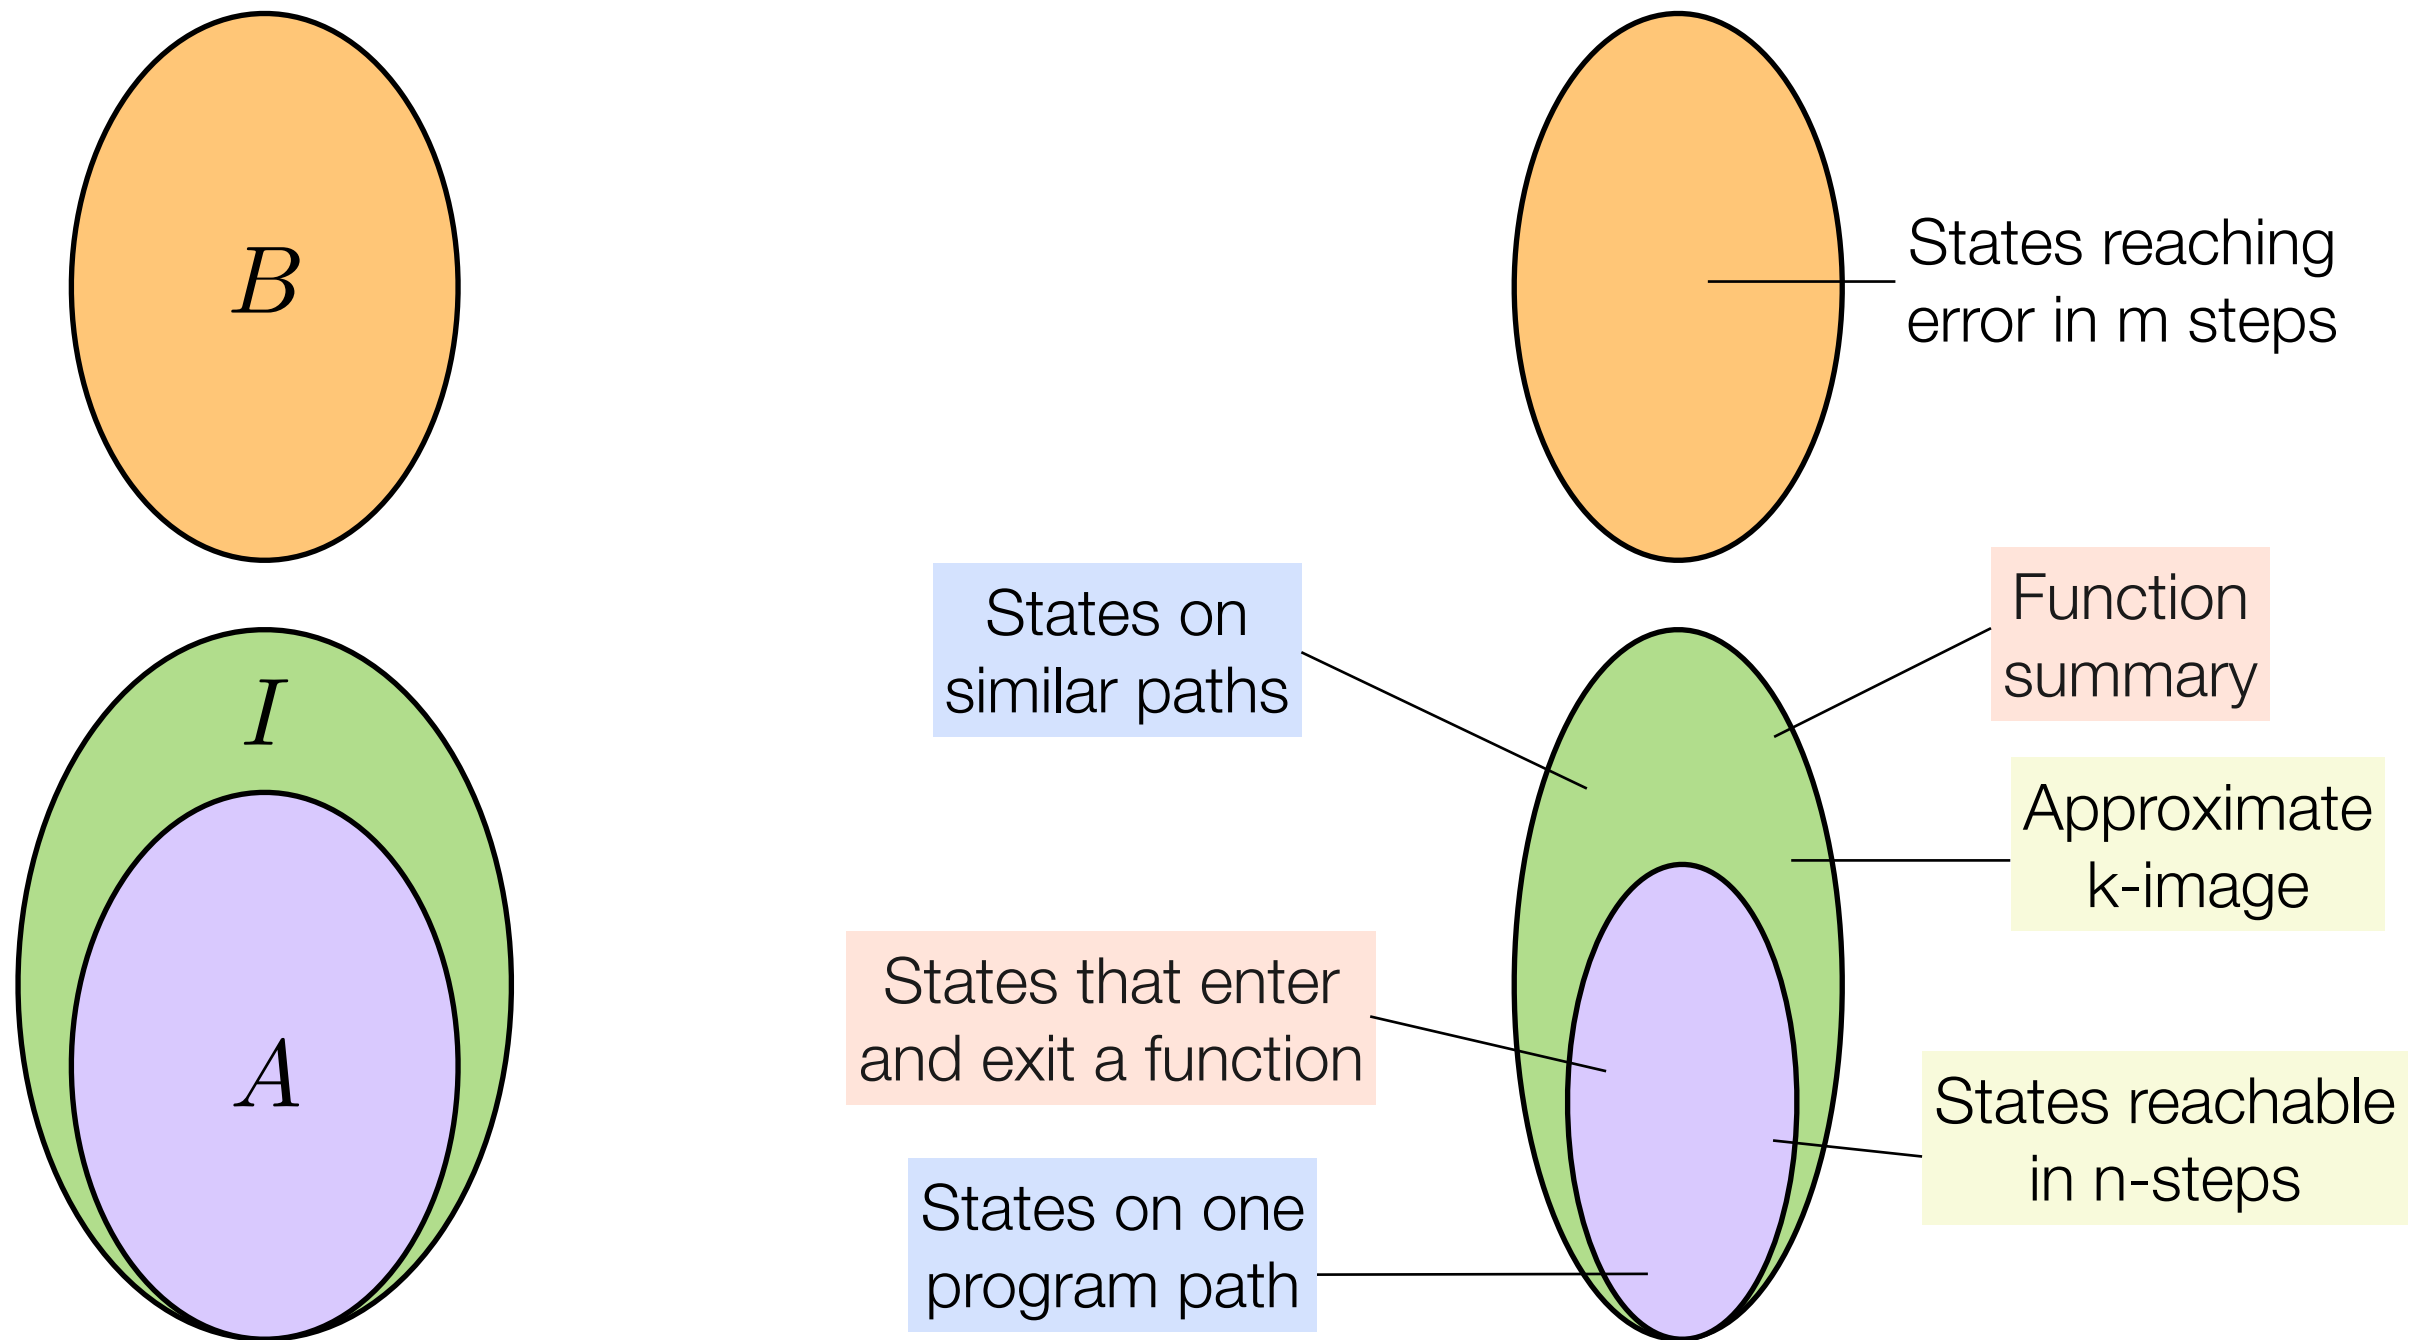 B
I
A
States reaching
error in m steps
States on
similar paths
Function
summary
Approximate
k-image
States that enter
and exit a function
States reachable
in n-steps
States on one
program path